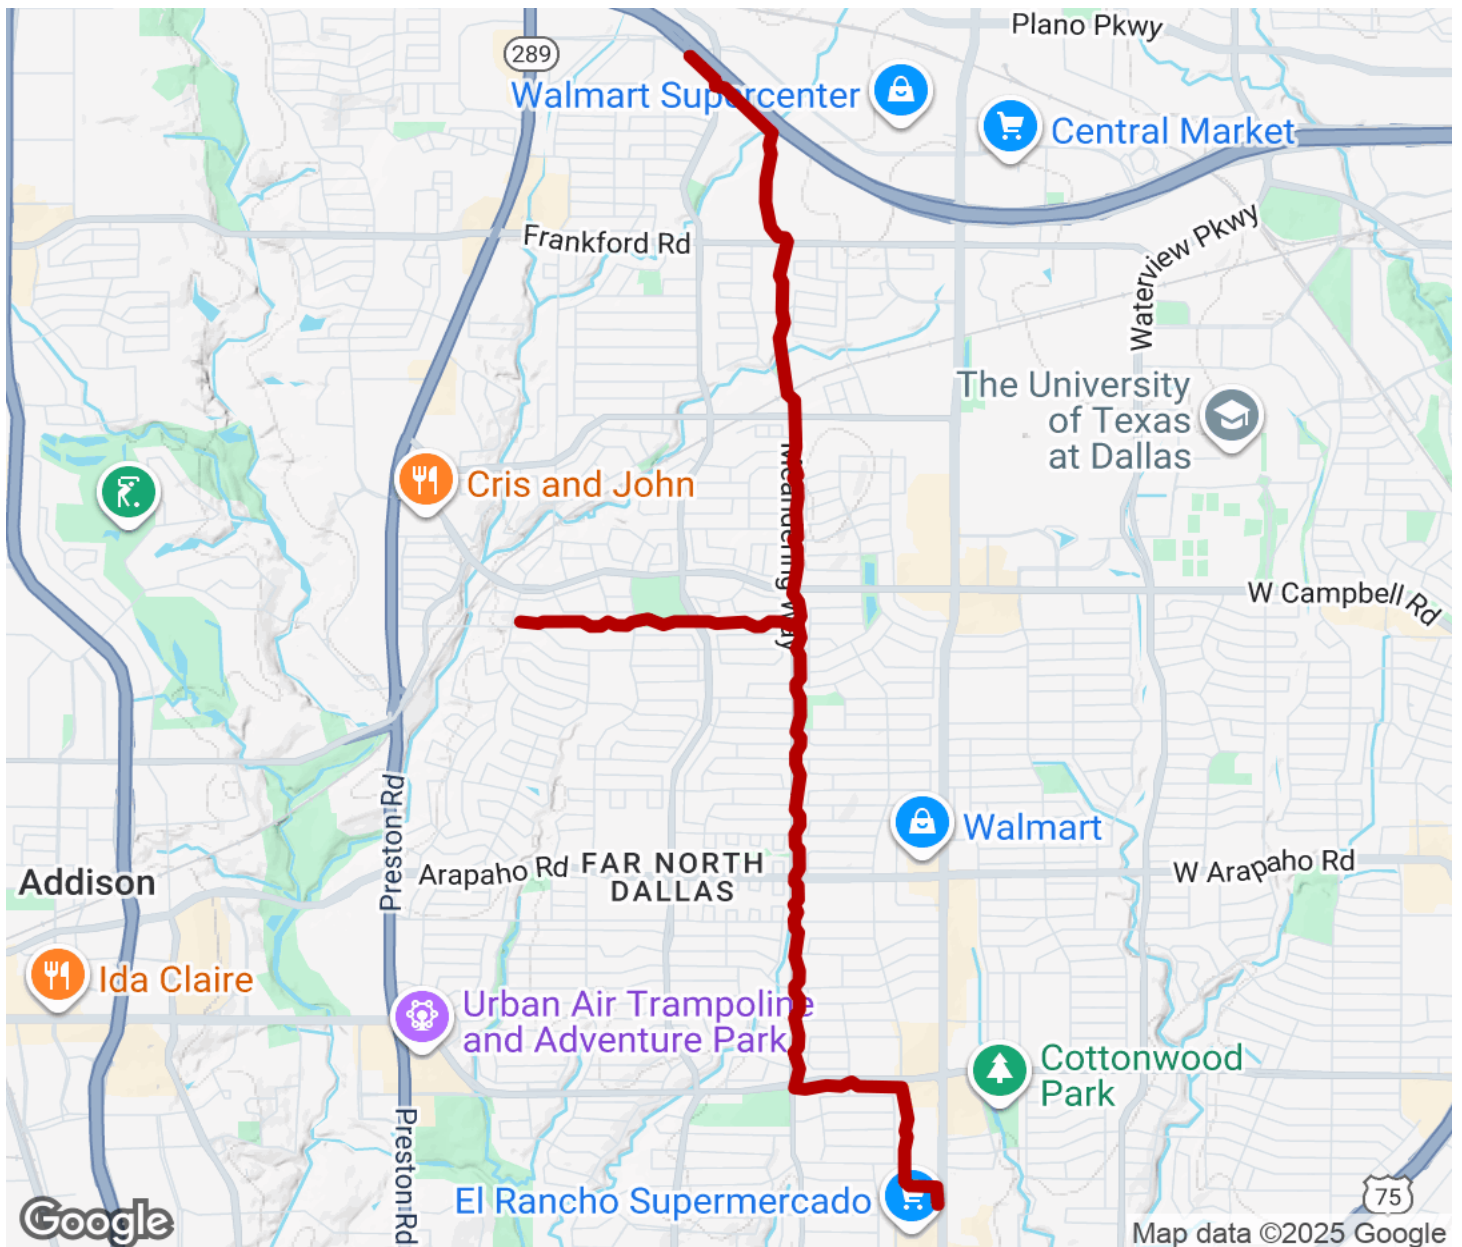 Plano Pkwy
289
Walmart Supercenter
Central Market
Frankford Rd
Waterview Pkwy
The University
of Texas
at Dallas
Cris and John
Meandering Way
W Campbell Rd
Preston Rd
Walmart
Arapaho Rd
FAR NORTH
DALLAS
W Arapaho Rd
Addison
Ida Claire
Urban Air Trampoline
and Adventure Park
Cottonwood
Park
Preston Rd
El Rancho Supermercado
75
Google
Map data ©2025 Google